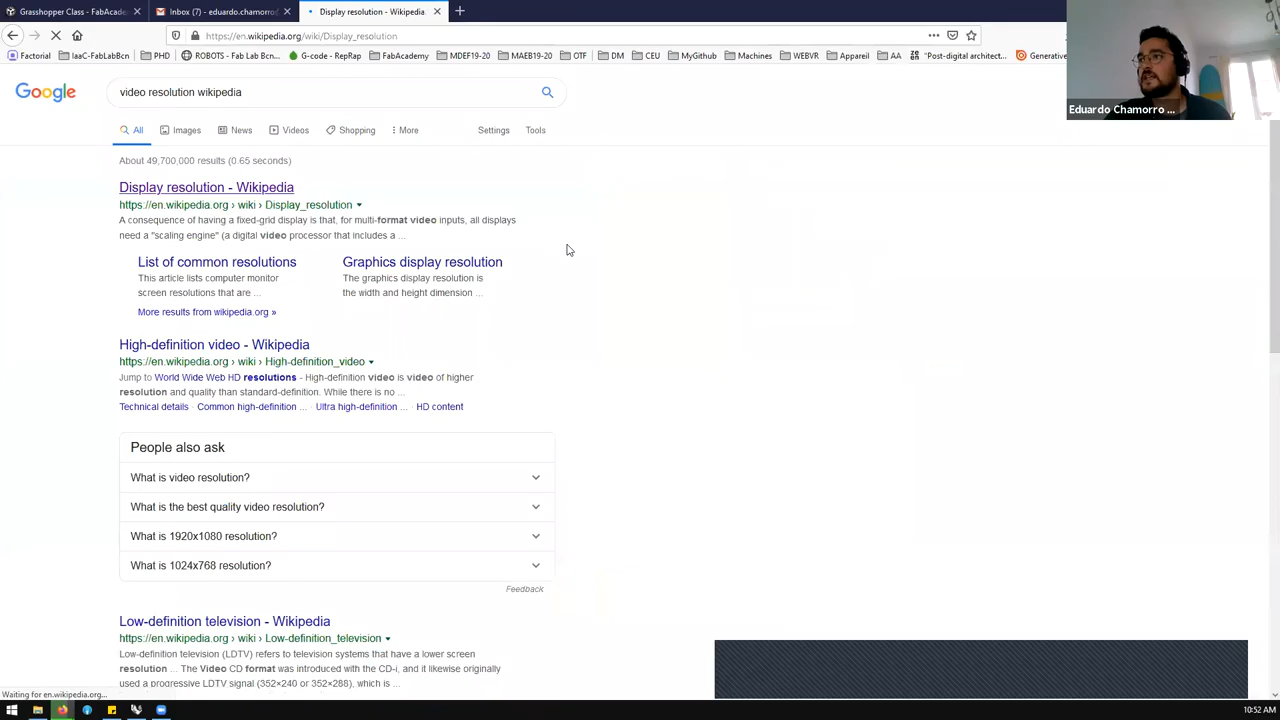 Grasshopper Class - FabAcade
Inbox (7) - eduardo.chamorro
Display resolution - Wikipedia
https://en.wikipedia.org/wiki/Display_resolution
Factorial
IaaC-FabLabBcn
PHD
ROBOTS - Fab Lab Bcn...
G-code - RepRap
FabAcademy
MDEF19-20
MAEB19-20
OTF
DM
CEU
MyGithub
Machines
WEBVR
Appareil
AA
"Post-digital architect...
Generative
Eduardo Chamorro ...
Google
video resolution wikipedia
All
Images
News
Videos
Shopping
More
Settings
Tools
About 49,700,000 results (0.65 seconds)
Display resolution - Wikipedia
https://en.wikipedia.org › wiki › Display_resolution
A consequence of having a fixed-grid display is that, for multi-format video inputs, all displays
need a "scaling engine" (a digital video processor that includes a ...
List of common resolutions
This article lists computer monitor
screen resolutions that are ...
Graphics display resolution
The graphics display resolution is
the width and height dimension ...
More results from wikipedia.org »
High-definition video - Wikipedia
https://en.wikipedia.org › wiki › High-definition_video
Jump to World Wide Web HD resolutions - High-definition video is video of higher
resolution and quality than standard-definition. While there is no ...
Technical details · Common high-definition ... · Ultra high-definition ... · HD content
People also ask
What is video resolution?
What is the best quality video resolution?
What is 1920x1080 resolution?
What is 1024x768 resolution?
Feedback
Low-definition television - Wikipedia
https://en.wikipedia.org › wiki › Low-definition_television
Low-definition television (LDTV) refers to television systems that have a lower screen
resolution ... The Video CD format was introduced with the CD-i, and it likewise originally
used a progressive LDTV signal (352×240 or 352×288), which is ...
Waiting for en.wikipedia.org...
10:52 AM